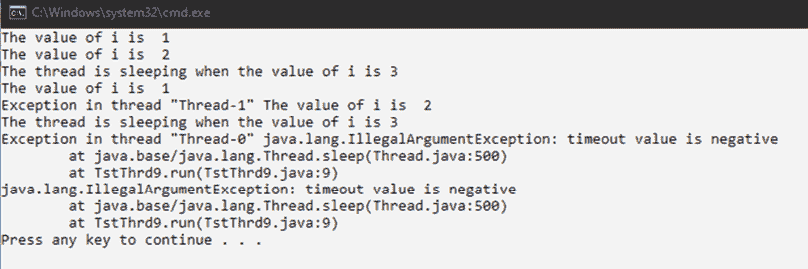 C:\Windows\system32\cmd.exe
The value of i is  1
The value of i is  2
The thread is sleeping when the value of i is 3
The value of i is  1
Exception in thread "Thread-1" The value of i is  2
The thread is sleeping when the value of i is 3
Exception in thread "Thread-0" java.lang.IllegalArgumentException: timeout value is negative
        at java.base/java.lang.Thread.sleep(Thread.java:500)
        at TstThrd9.run(TstThrd9.java:9)
java.lang.IllegalArgumentException: timeout value is negative
        at java.base/java.lang.Thread.sleep(Thread.java:500)
        at TstThrd9.run(TstThrd9.java:9)
Press any key to continue . . .